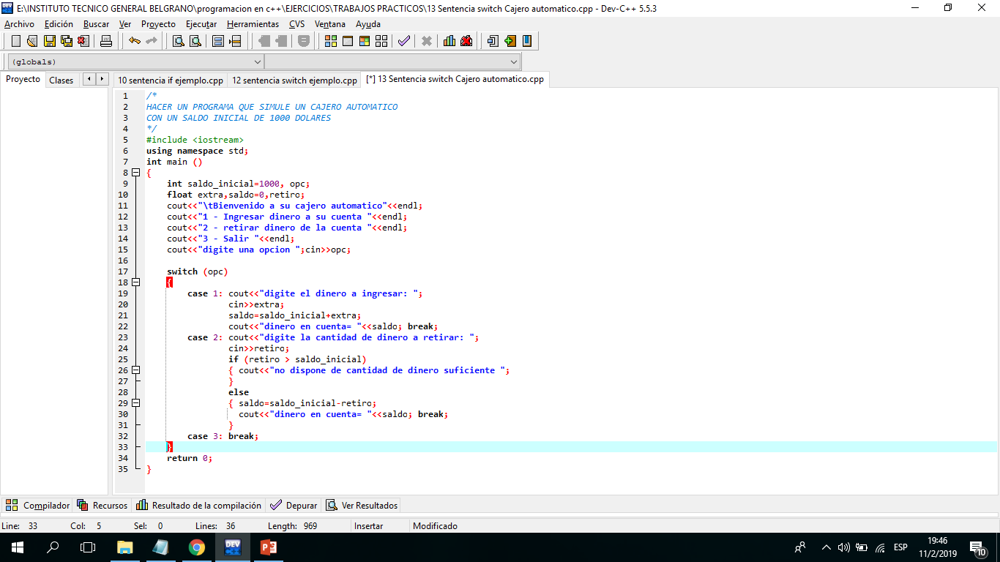 E:\INSTITUTO TECNICO GENERAL BELGRANO\programacion en c++\EJERCICIOS\TRABAJOS PRACTICOS\13 Sentencia switch Cajero automatico.cpp - Dev-C++ 5.5.3
Archivo Edición Buscar Ver Proyecto Ejecutar Herramientas CVS Ventana Ayuda
(globals)
Proyecto Clases 10 sentencia if ejemplo.cpp 12 sentencia switch ejemplo.cpp [*] 13 Sentencia switch Cajero automatico.cpp
1 /*
2 HACER UN PROGRAMA QUE SIMULE UN CAJERO AUTOMATICO
3 CON UN SALDO INICIAL DE 1000 DOLARES
4 */
5 #include <iostream>
6 using namespace std;
7 int main ()
8 {
9 int saldo_inicial=1000, opc;
10 float extra,saldo=0,retiro;
11 cout<<"\tBienvenido a su cajero automatico"<<endl;
12 cout<<"1 - Ingresar dinero a su cuenta "<<endl;
13 cout<<"2 - retirar dinero de la cuenta "<<endl;
14 cout<<"3 - Salir "<<endl;
15 cout<<"digite una opcion ";cin>>opc;
16
17 switch (opc)
18 {
19 case 1: cout<<"digite el dinero a ingresar: ";
20 cin>>extra;
21 saldo=saldo_inicial+extra;
22 cout<<"dinero en cuenta= "<<saldo; break;
23 case 2: cout<<"digite la cantidad de dinero a retirar: ";
24 cin>>retiro;
25 if (retiro > saldo_inicial)
26 { cout<<"no dispone de cantidad de dinero suficiente ";
27 }
28 else
29 { saldo=saldo_inicial-retiro;
30 cout<<"dinero en cuenta= "<<saldo; break;
31 }
32 case 3: break;
33 }
34 return 0;
35 }
Compilador Recursos Resultado de la compilación Depurar Ver Resultados
Line: 33 Col: 5 Sel: 0 Lines: 36 Length: 969 Insertar Modificado
DEV C++ ESP 19:46
11/2/2019 10